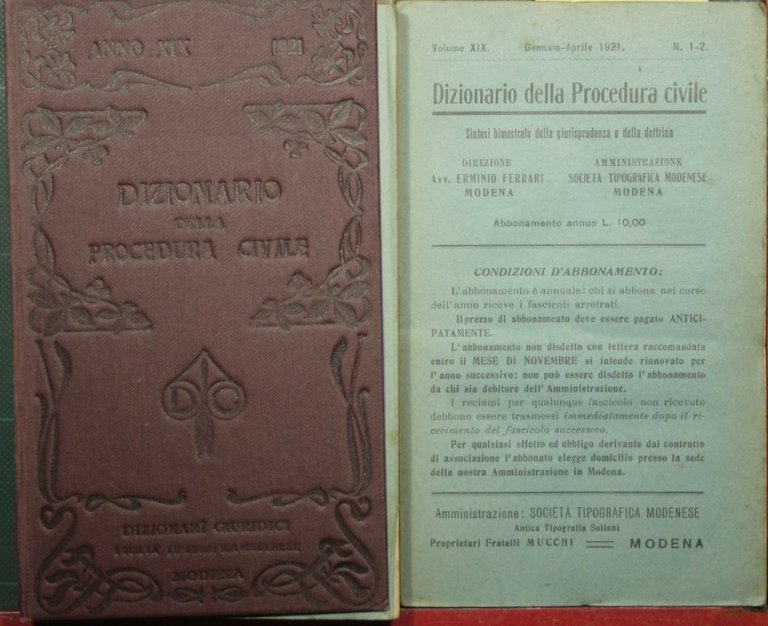 ANNO XIX 1921
DIZIONARIO
DELLA
PROCEDURA CIVILE
D C
DIZIONARÎ GIURIDICI
SOCIETÀ TIPOGRAFICA MODENESE
MODENA
Volume XIX. Gennaio-Aprile 1921. N. 1-2.
Dizionario della Procedura civile
Sintesi bimestrale della giurisprudenza e della dottrina
DIREZIONE
Avv. ERMINIO FERRARI
MODENA
AMMINISTRAZIONE
SOCIETÀ TIPOGRAFICA MODENESE
MODENA
Abbonamento annuo L. 10,00
CONDIZIONI D'ABBONAMENTO:
L'abbonamento è annuale: chi si abbona nel corso
dell'anno riceve i fascicoli arretrati.
Il prezzo di abbonamento deve essere pagato ANTICI-
PATAMENTE.
L'abbonamento non disdetto con lettera raccomandata
entro il MESE DI NOVEMBRE si intende rinnovato per
l'anno successivo: non può essere disdetto l'abbonamento
da chi sia debitore dell'Amministrazione.
I reclami per qualunque fascicolo non ricevuto
debbono essere trasmessi immediatamente dopo il ri-
cevimento del fascicolo successivo.
Per qualsiasi effetto ed obbligo derivante dal contratto
di associazione l'abbonato elegge domicilio presso la sede
della nostra Amministrazione in Modena.
Amministrazione: SOCIETÀ TIPOGRAFICA MODENESE
Antica Tipografia Soliani
Proprietari Fratelli MUCCHI MODENA